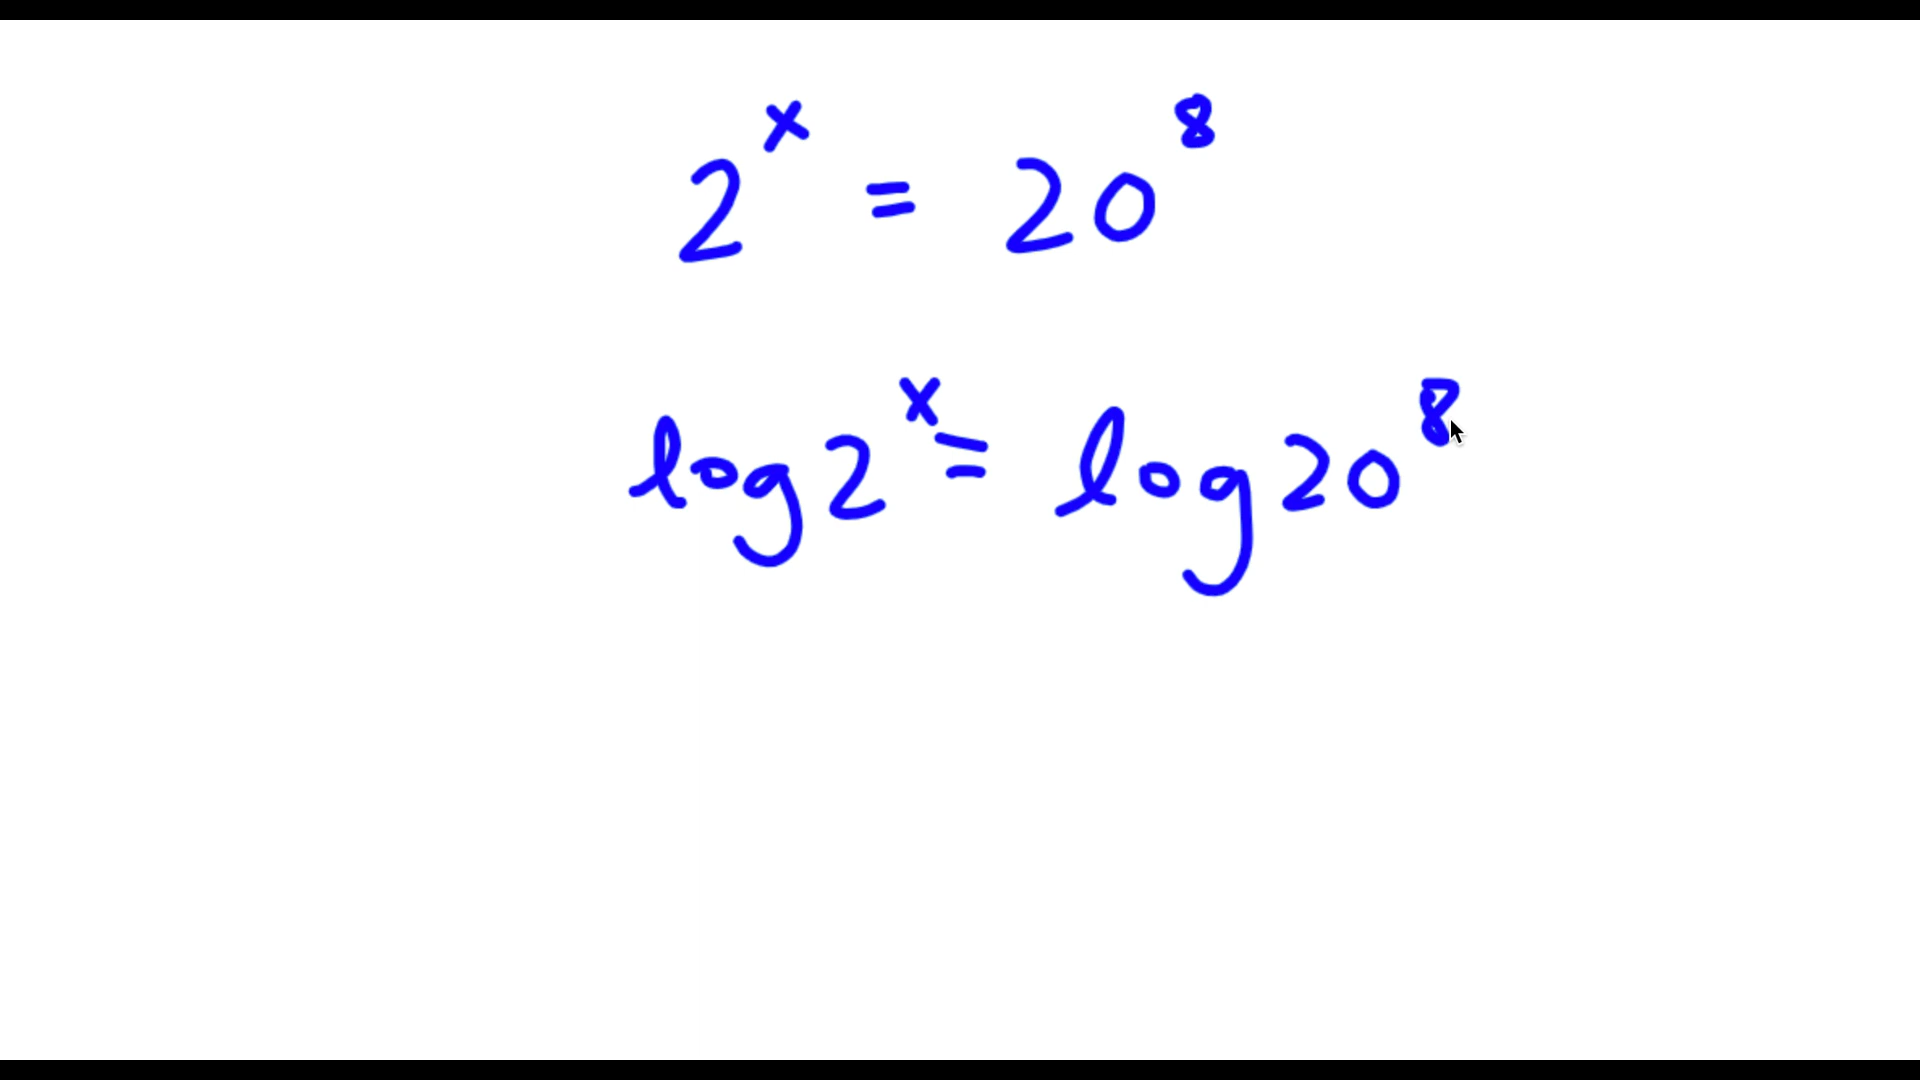 2^x = 20^8
log 2^x = log 20^8